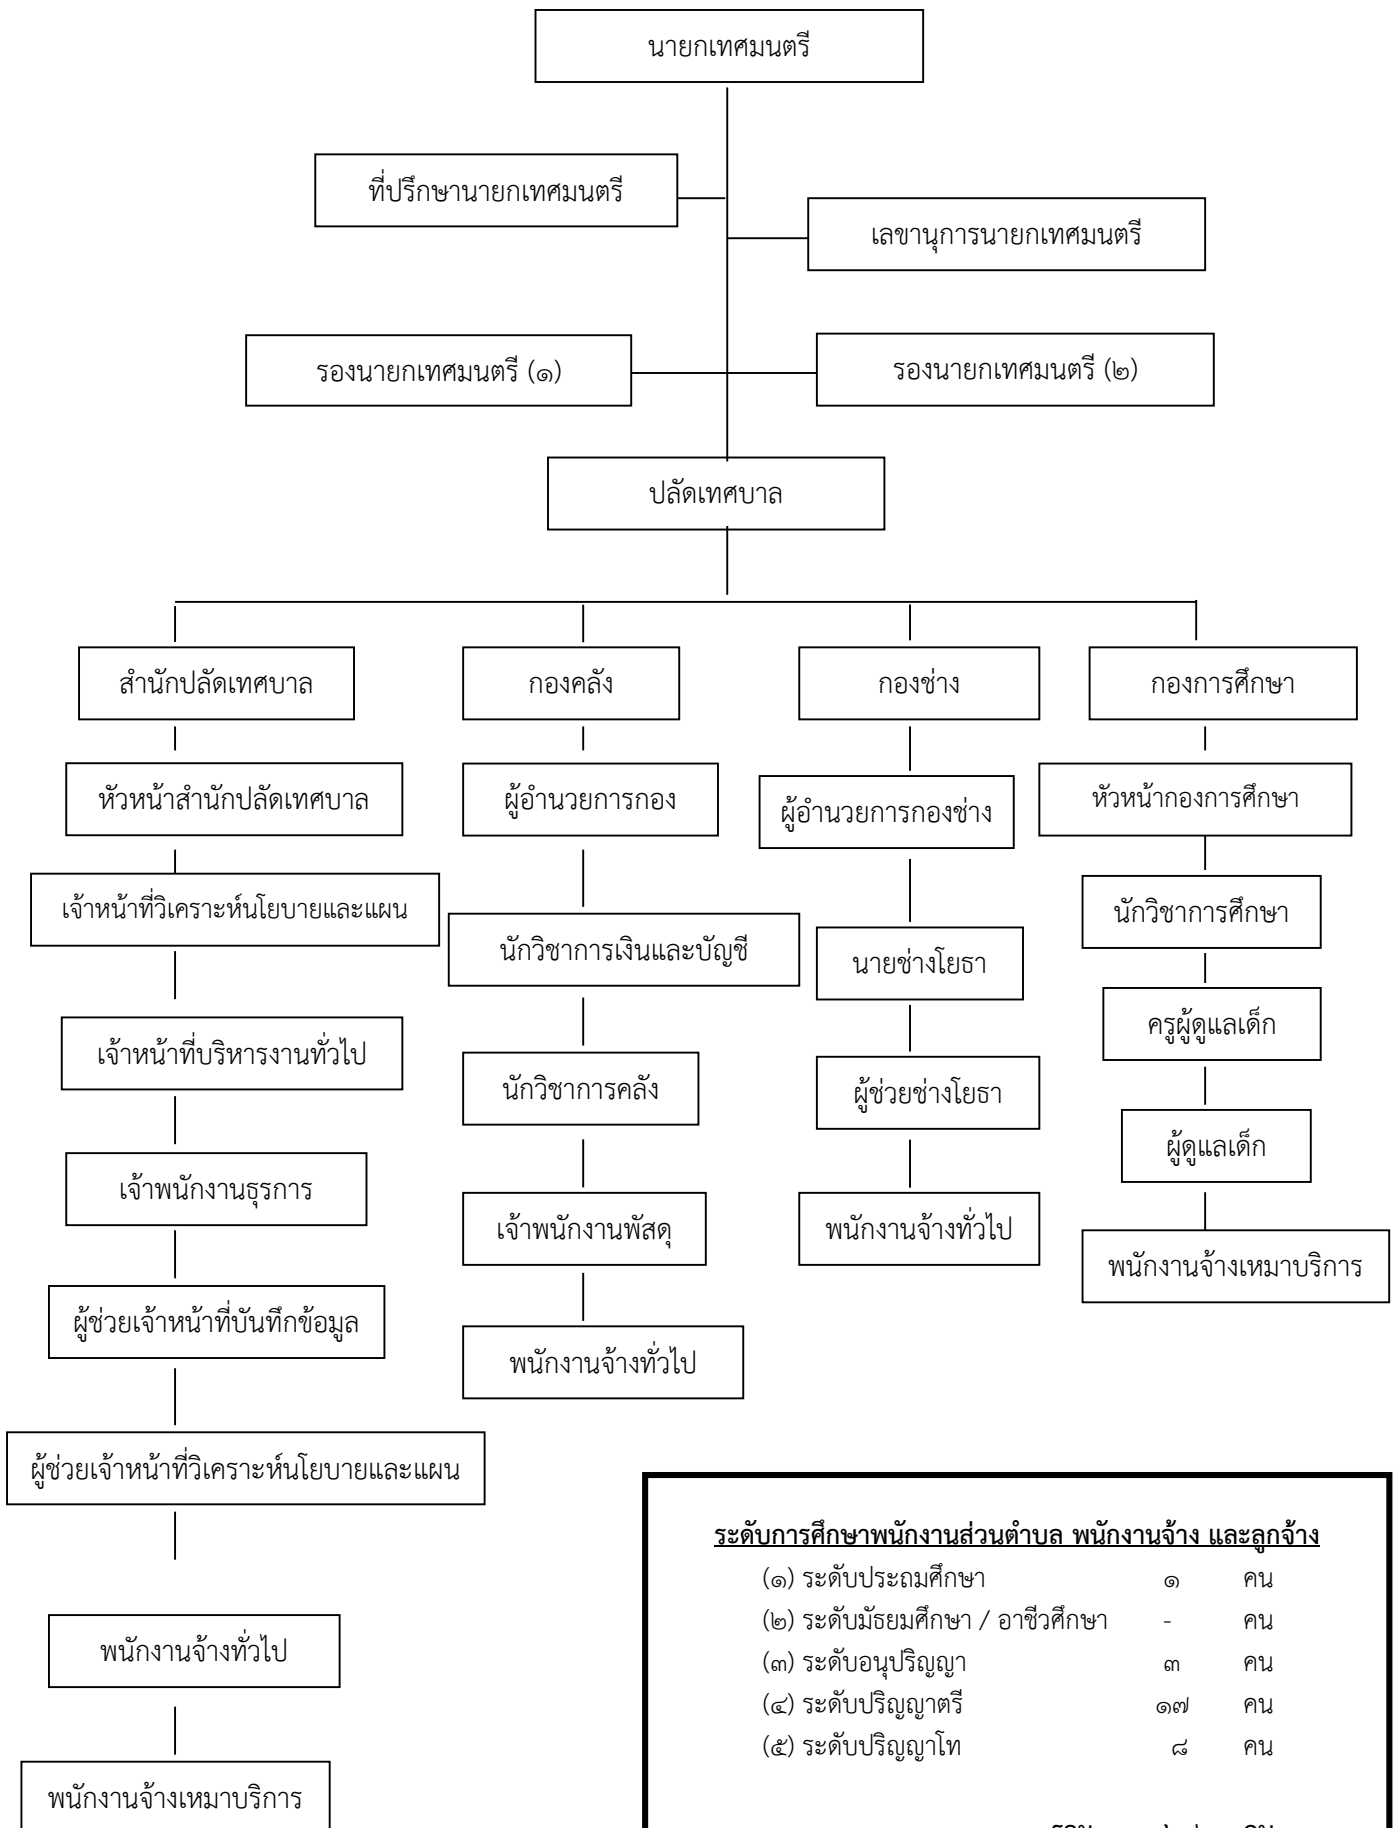 นายกเทศมนตรี
ที่ปรึกษานายกเทศมนตรี
เลขานุการนายกเทศมนตรี
รองนายกเทศมนตรี (๑)
รองนายกเทศมนตรี (๒)
ปลัดเทศบาล
สำนักปลัดเทศบาล
กองคลัง
กองช่าง
กองการศึกษา
หัวหน้าสำนักปลัดเทศบาล
ผู้อำนวยการกอง
ผู้อำนวยการกองช่าง
หัวหน้ากองการศึกษา
เจ้าหน้าที่วิเคราะห์นโยบายและแผน
นักวิชาการเงินและบัญชี
นายช่างโยธา
นักวิชาการศึกษา
ครูผู้ดูแลเด็ก
เจ้าหน้าที่บริหารงานทั่วไป
นักวิชาการคลัง
ผู้ช่วยช่างโยธา
ผู้ดูแลเด็ก
เจ้าพนักงานธุรการ
เจ้าพนักงานพัสดุ
พนักงานจ้างทั่วไป
พนักงานจ้างเหมาบริการ
ผู้ช่วยเจ้าหน้าที่บันทึกข้อมูล
พนักงานจ้างทั่วไป
ผู้ช่วยเจ้าหน้าที่วิเคราะห์นโยบายและแผน
พนักงานจ้างทั่วไป
พนักงานจ้างเหมาบริการ
ระดับการศึกษาพนักงานส่วนตำบล พนักงานจ้าง และลูกจ้าง
(๑) ระดับประถมศึกษา ๑ คน
(๒) ระดับมัธยมศึกษา / อาชีวศึกษา - คน
(๓) ระดับอนุปริญญา ๓ คน
(๔) ระดับปริญญาตรี ๑๗ คน
(๕) ระดับปริญญาโท ๘ คน